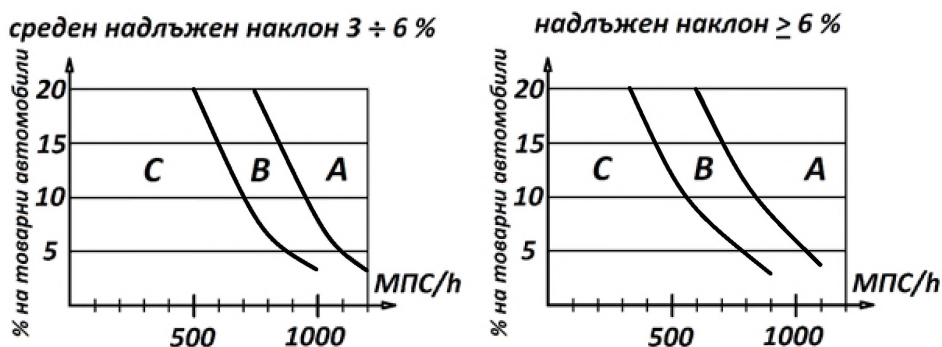 среден надлъжен наклон 3 ÷ 6 %
% на товарни автомобили
20
15
10
5
C
B
A
МПС/h
500
1000
надлъжен наклон ≥ 6 %
% на товарни автомобили
20
15
10
5
C
B
A
МПС/h
500
1000